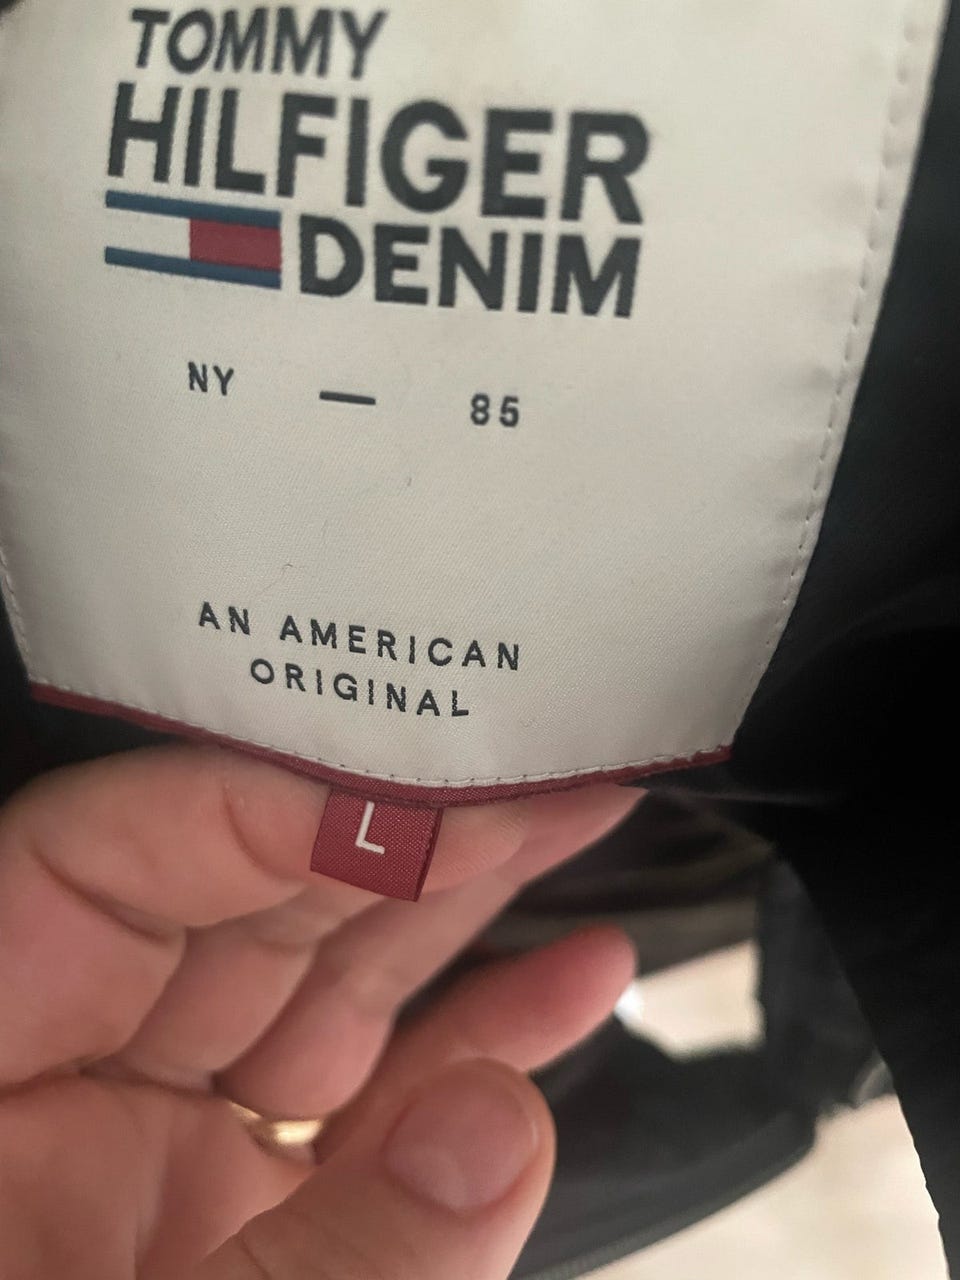 TOMMY
HILFIGER
DENIM
NY — 85
AN AMERICAN
ORIGINAL
L